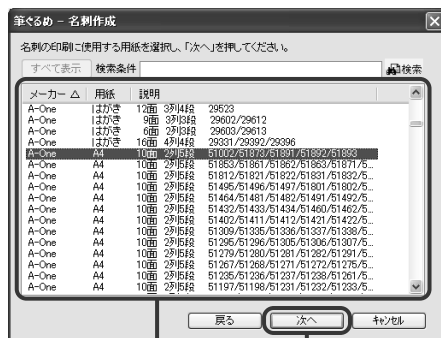 筆ぐるめ - 名刺作成
名刺の印刷に使用する用紙を選択し、「次へ」を押してください。
すべて表示 検索条件 検索
メーカー △ 用紙 説明
A-One はがき 12面 3列4段 29523
A-One はがき 9面 3列3段 29602/29612
A-One はがき 6面 2列3段 29603/29613
A-One はがき 16面 4列4段 29331/29392/29396
A-One A4 10面 2列5段 51002/51873/51891/51892/51893
A-One A4 10面 2列5段 51853/51861/51862/51863/51871/5...
A-One A4 10面 2列5段 51812/51821/51822/51831/51832/5...
A-One A4 10面 2列5段 51495/51496/51497/51801/51802/5...
A-One A4 10面 2列5段 51464/51481/51482/51491/51492/5...
A-One A4 10面 2列5段 51432/51433/51434/51460/51462/5...
A-One A4 10面 2列5段 51402/51411/51412/51421/51422/5...
A-One A4 10面 2列5段 51309/51335/51336/51337/51338/5...
A-One A4 10面 2列5段 51295/51296/51305/51306/51307/5...
A-One A4 10面 2列5段 51279/51280/51281/51282/51291/5...
A-One A4 10面 2列5段 51267/51268/51271/51272/51275/5...
A-One A4 10面 2列5段 51235/51236/51237/51238/51261/5...
A-One A4 10面 2列5段 51197/51198/51231/51232/51233/5...
戻る 次へ キャンセル